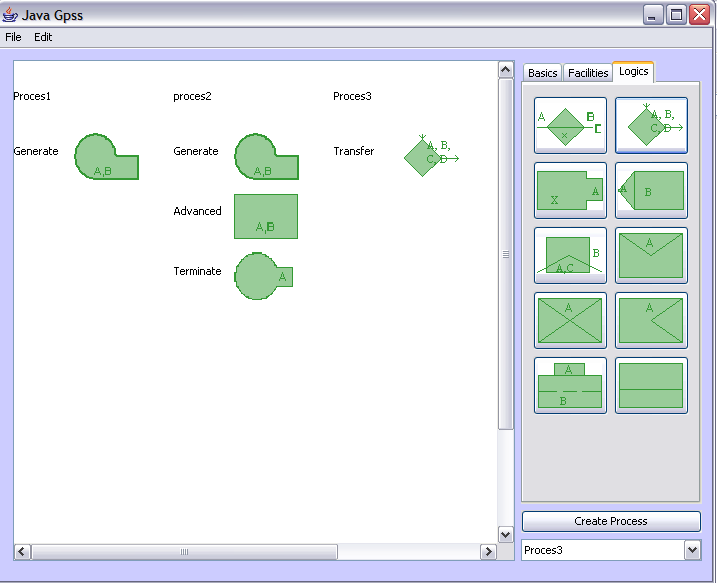 Java Gpss
File Edit
Proces1 proces2 Proces3
Generate A,B Generate A,B Transfer A, B, C, D
Advanced A,B
Terminate A
Basics Facilities Logics
A B C X A, B, C, D
X A A B
B A,C A
A A
A B
Create Process
Proces3